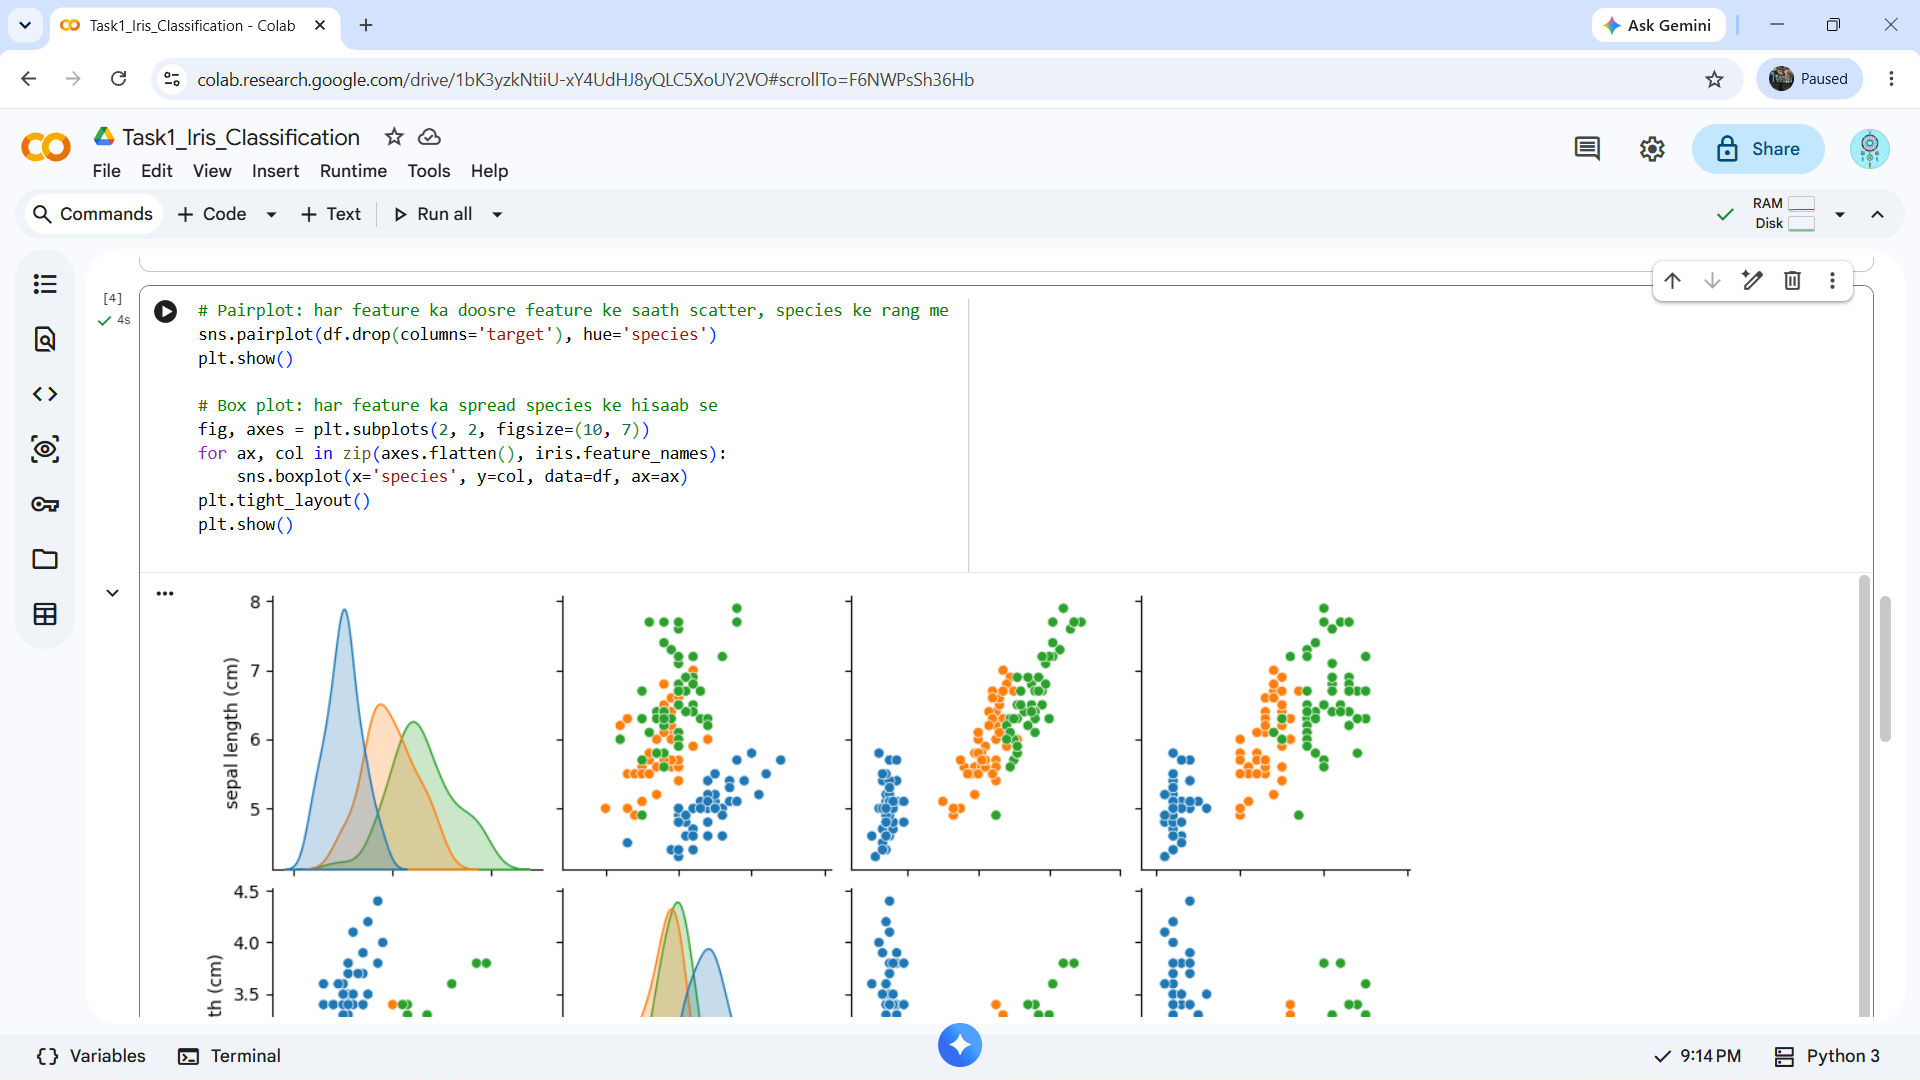 Task1_Iris_Classification - Colab
Ask Gemini
colab.research.google.com/drive/1bK3yzkNtiiU-xY4UdHJ8yQLC5XoUY2VO#scrollTo=F6NWPsSh36Hb
Paused
CO
Task1_Iris_Classification
File Edit View Insert Runtime Tools Help
Share
Commands + Code + Text Run all
RAM
Disk
[4]
4s
# Pairplot: har feature ka doosre feature ke saath scatter, species ke rang me
sns.pairplot(df.drop(columns='target'), hue='species')
plt.show()
# Box plot: har feature ka spread species ke hisaab se
fig, axes = plt.subplots(2, 2, figsize=(10, 7))
for ax, col in zip(axes.flatten(), iris.feature_names):
    sns.boxplot(x='species', y=col, data=df, ax=ax)
plt.tight_layout()
plt.show()
8
7
6
5
sepal length (cm)
4.5
4.0
3.5
th (cm)
Variables
Terminal
9:14 PM
Python 3